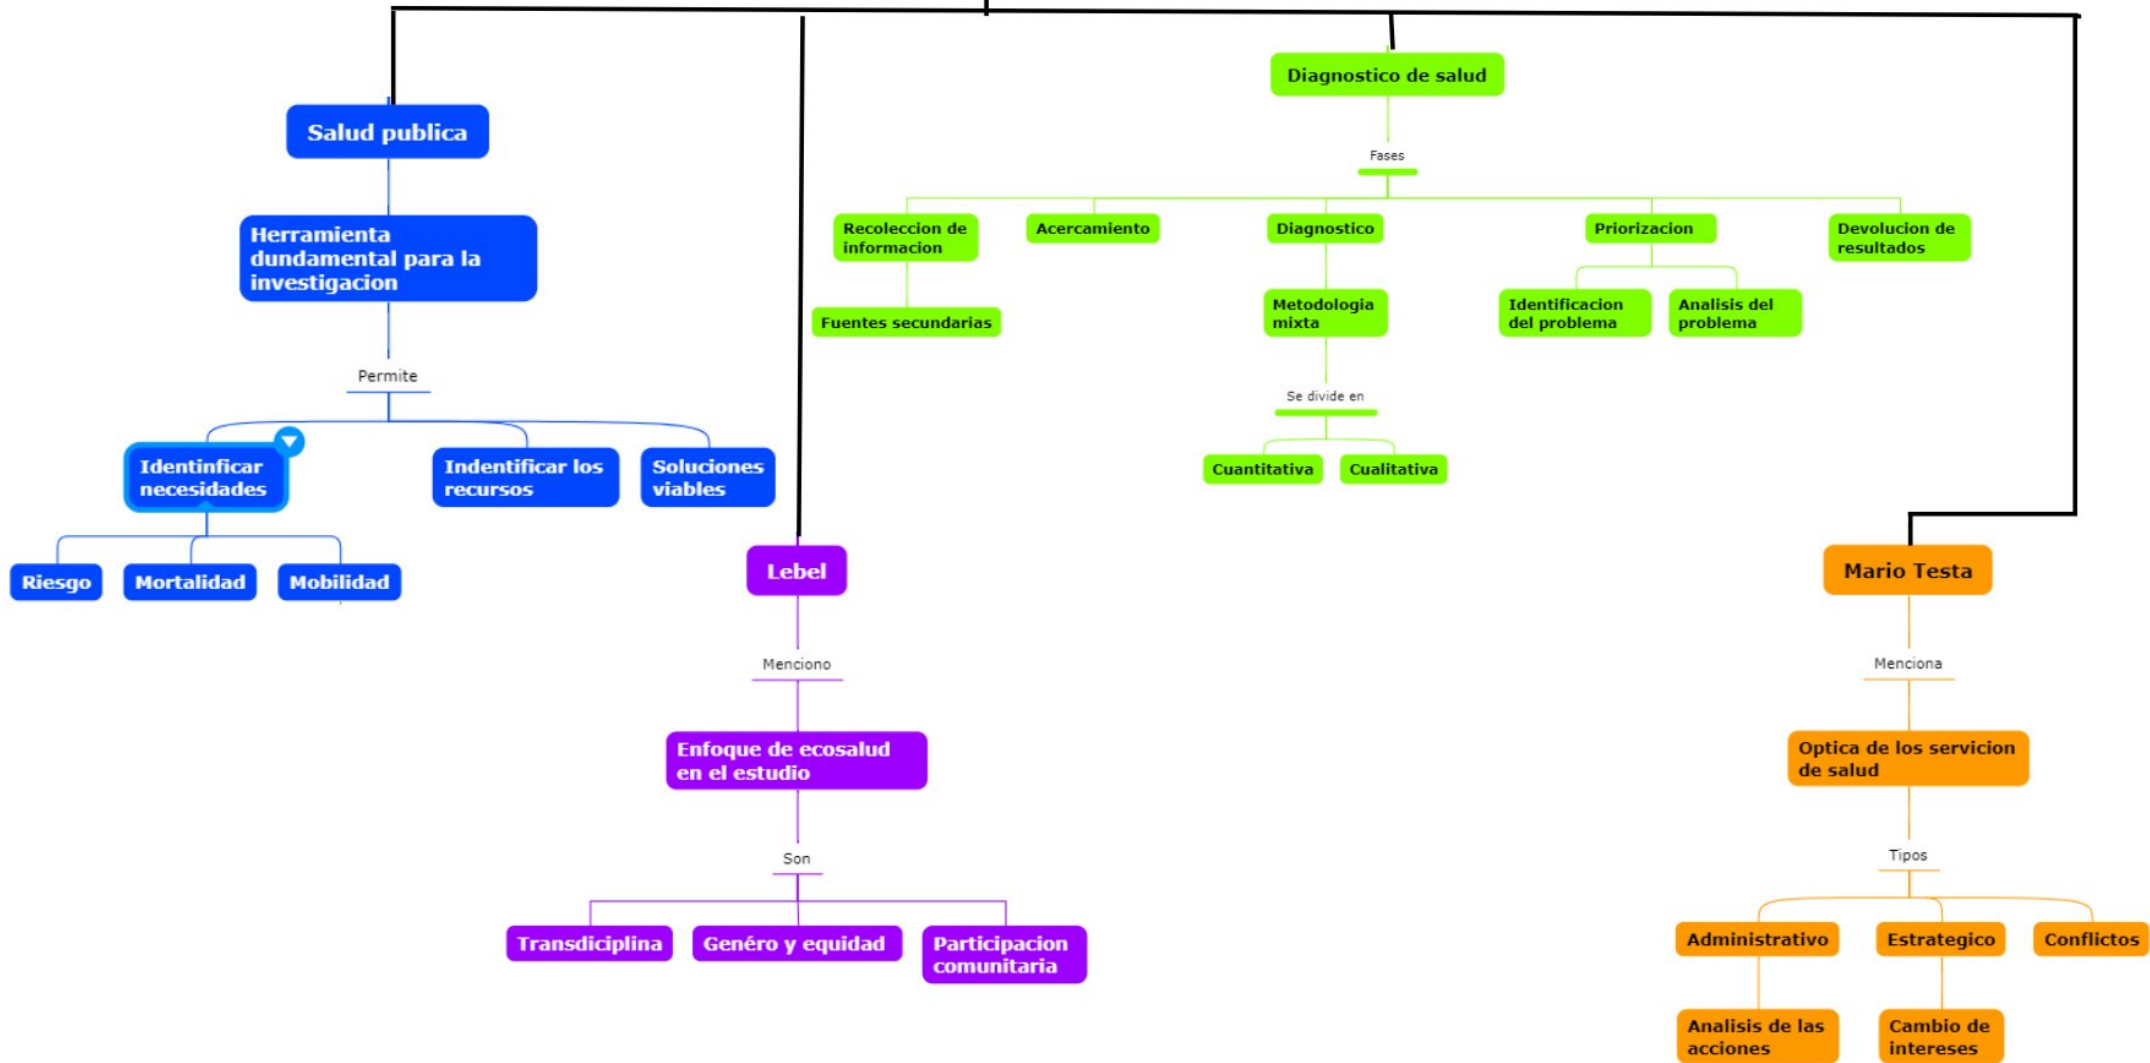 Salud publica
Herramienta
dundamental para la
investigacion
Permite
Identinficar
necesidades
Indentificar los
recursos
Soluciones
viables
Riesgo
Mortalidad
Mobilidad
Lebel
Menciono
Enfoque de ecosalud
en el estudio
Son
Transdiciplina
Genéro y equidad
Participacion
comunitaria
Diagnostico de salud
Fases
Recoleccion de
informacion
Fuentes secundarias
Acercamiento
Diagnostico
Metodologia
mixta
Se divide en
Cuantitativa
Cualitativa
Priorizacion
Identificacion
del problema
Analisis del
problema
Devolucion de
resultados
Mario Testa
Menciona
Optica de los servicion
de salud
Tipos
Administrativo
Estrategico
Conflictos
Analisis de las
acciones
Cambio de
intereses